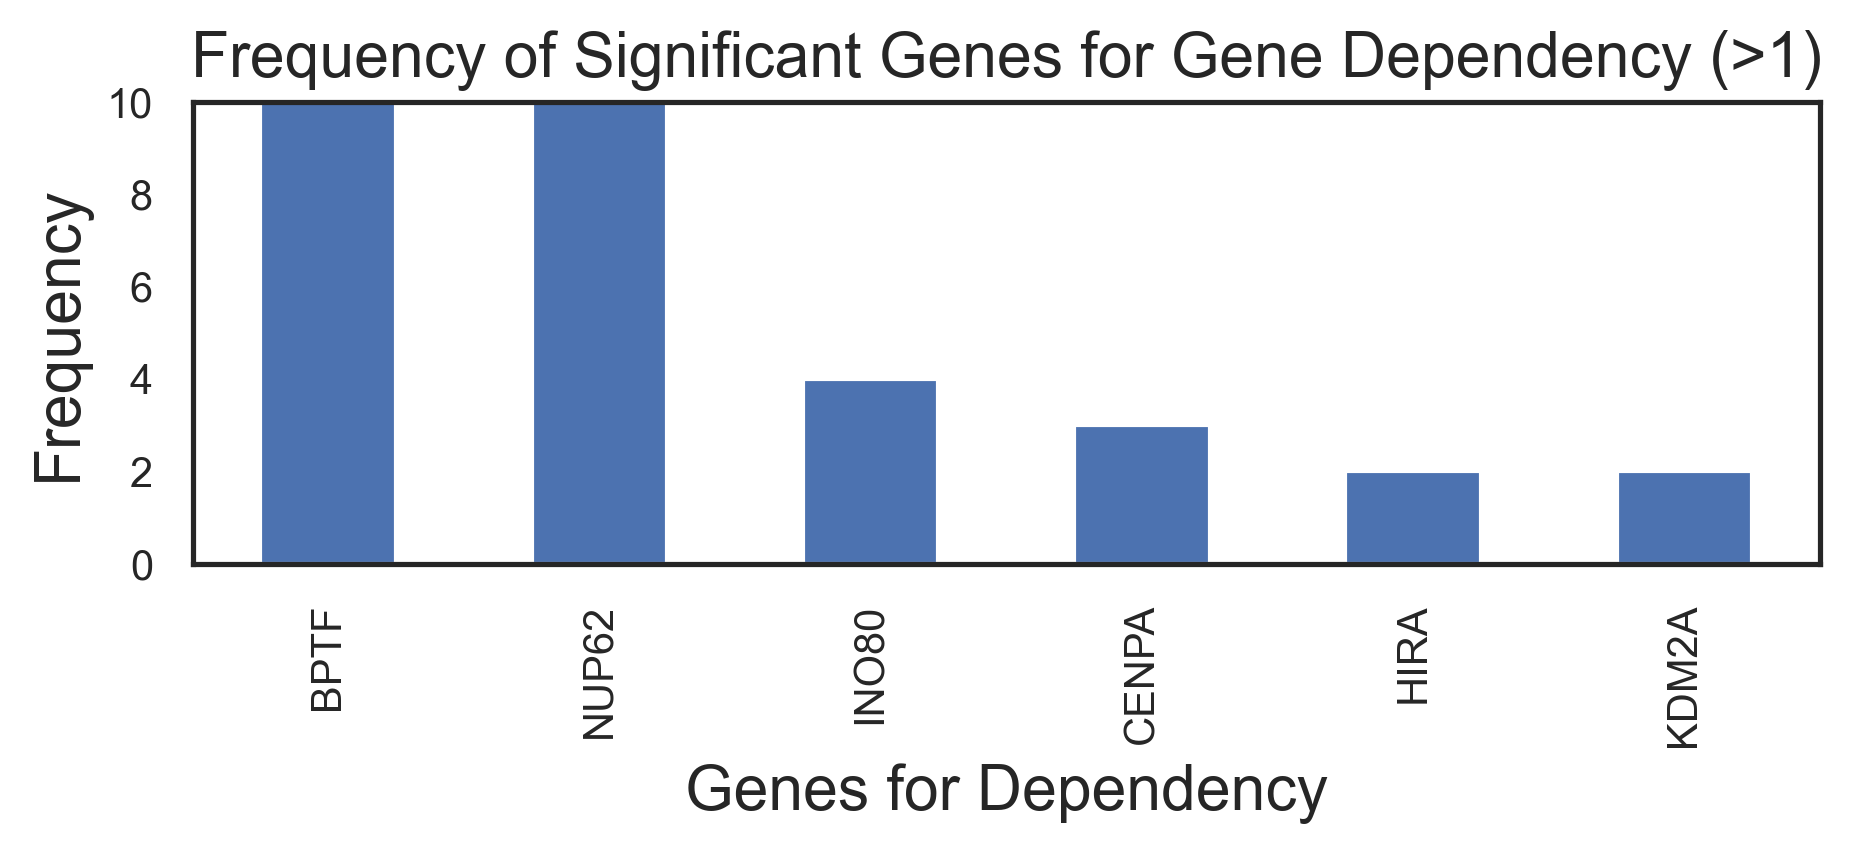 Frequency of Significant Genes for Gene Dependency (>1)
Frequency
10
8
6
4
2
0
BPTF
NUP62
INO80
CENPA
HIRA
KDM2A
Genes for Dependency